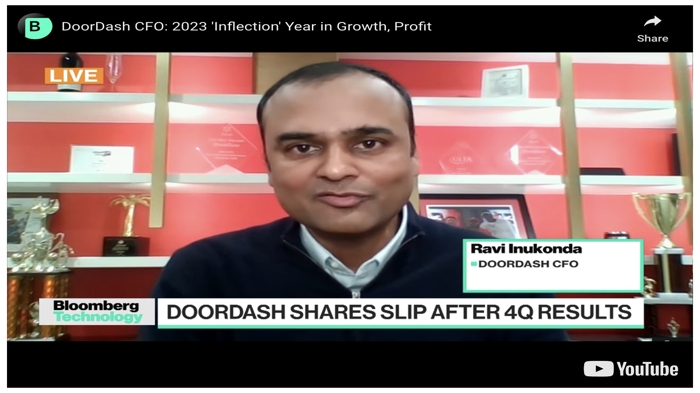 B
DoorDash CFO: 2023 'Inflection' Year in Growth, Profit
Share
LIVE
Ravi Inukonda
DOORDASH CFO
Bloomberg
Technology
DOORDASH SHARES SLIP AFTER 4Q RESULTS
YouTube